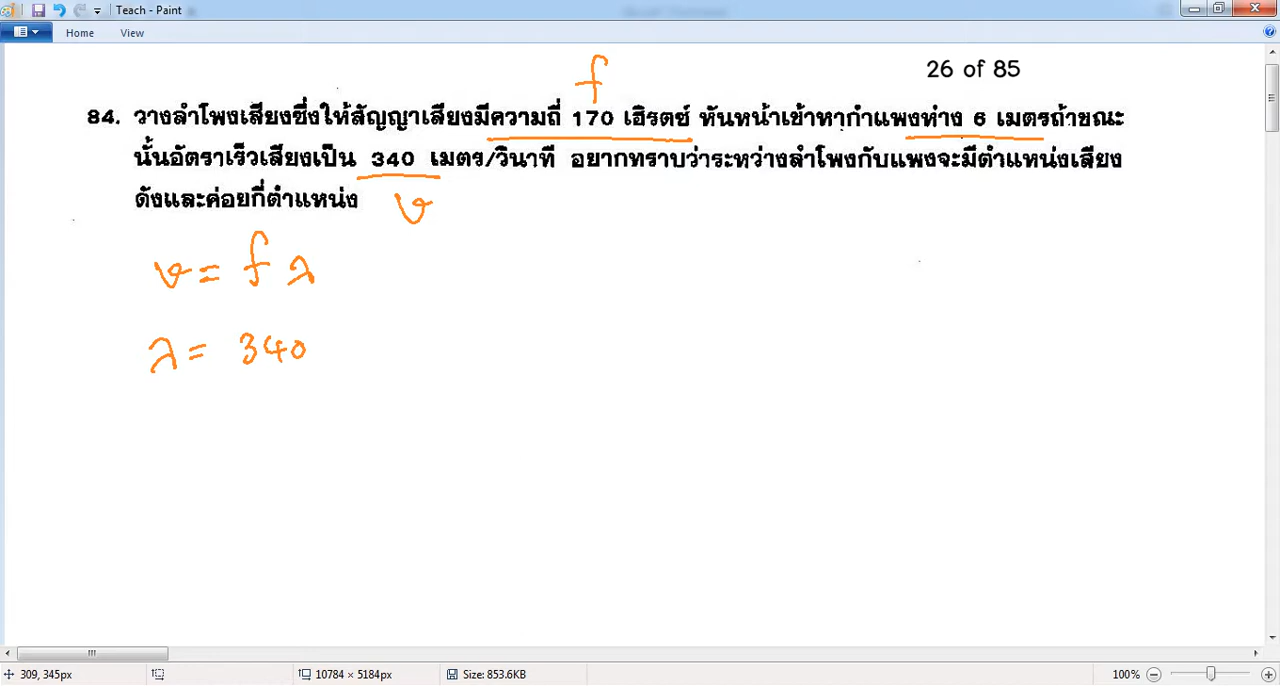 Teach - Paint
Home View
26 of 85
f
84. วางลำโพงเสียงซึ่งให้สัญญาเสียงมีความถี่ 170 เฮิรตซ์ หันหน้าเข้าหากำแพงห่าง 6 เมตรถ้าขณะ
นั้นอัตราเร็วเสียงเป็น 340 เมตร/วินาที อยากทราบว่าระหว่างลำโพงกับแพงจะมีตำแหน่งเสียง
ดังและค่อยกี่ตำแหน่ง
v
v = f λ
λ = 340
309, 345px 10784 × 5184px Size: 853.6KB 100%